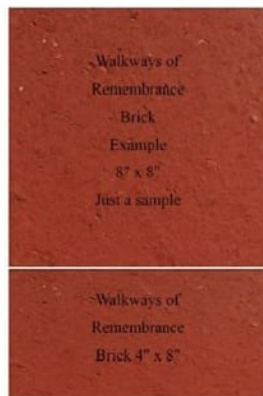 Walkways of
Remembrance
Brick
Example
8" x 8"
Just a sample
Walkways of
Remembrance
Brick 4" x 8"